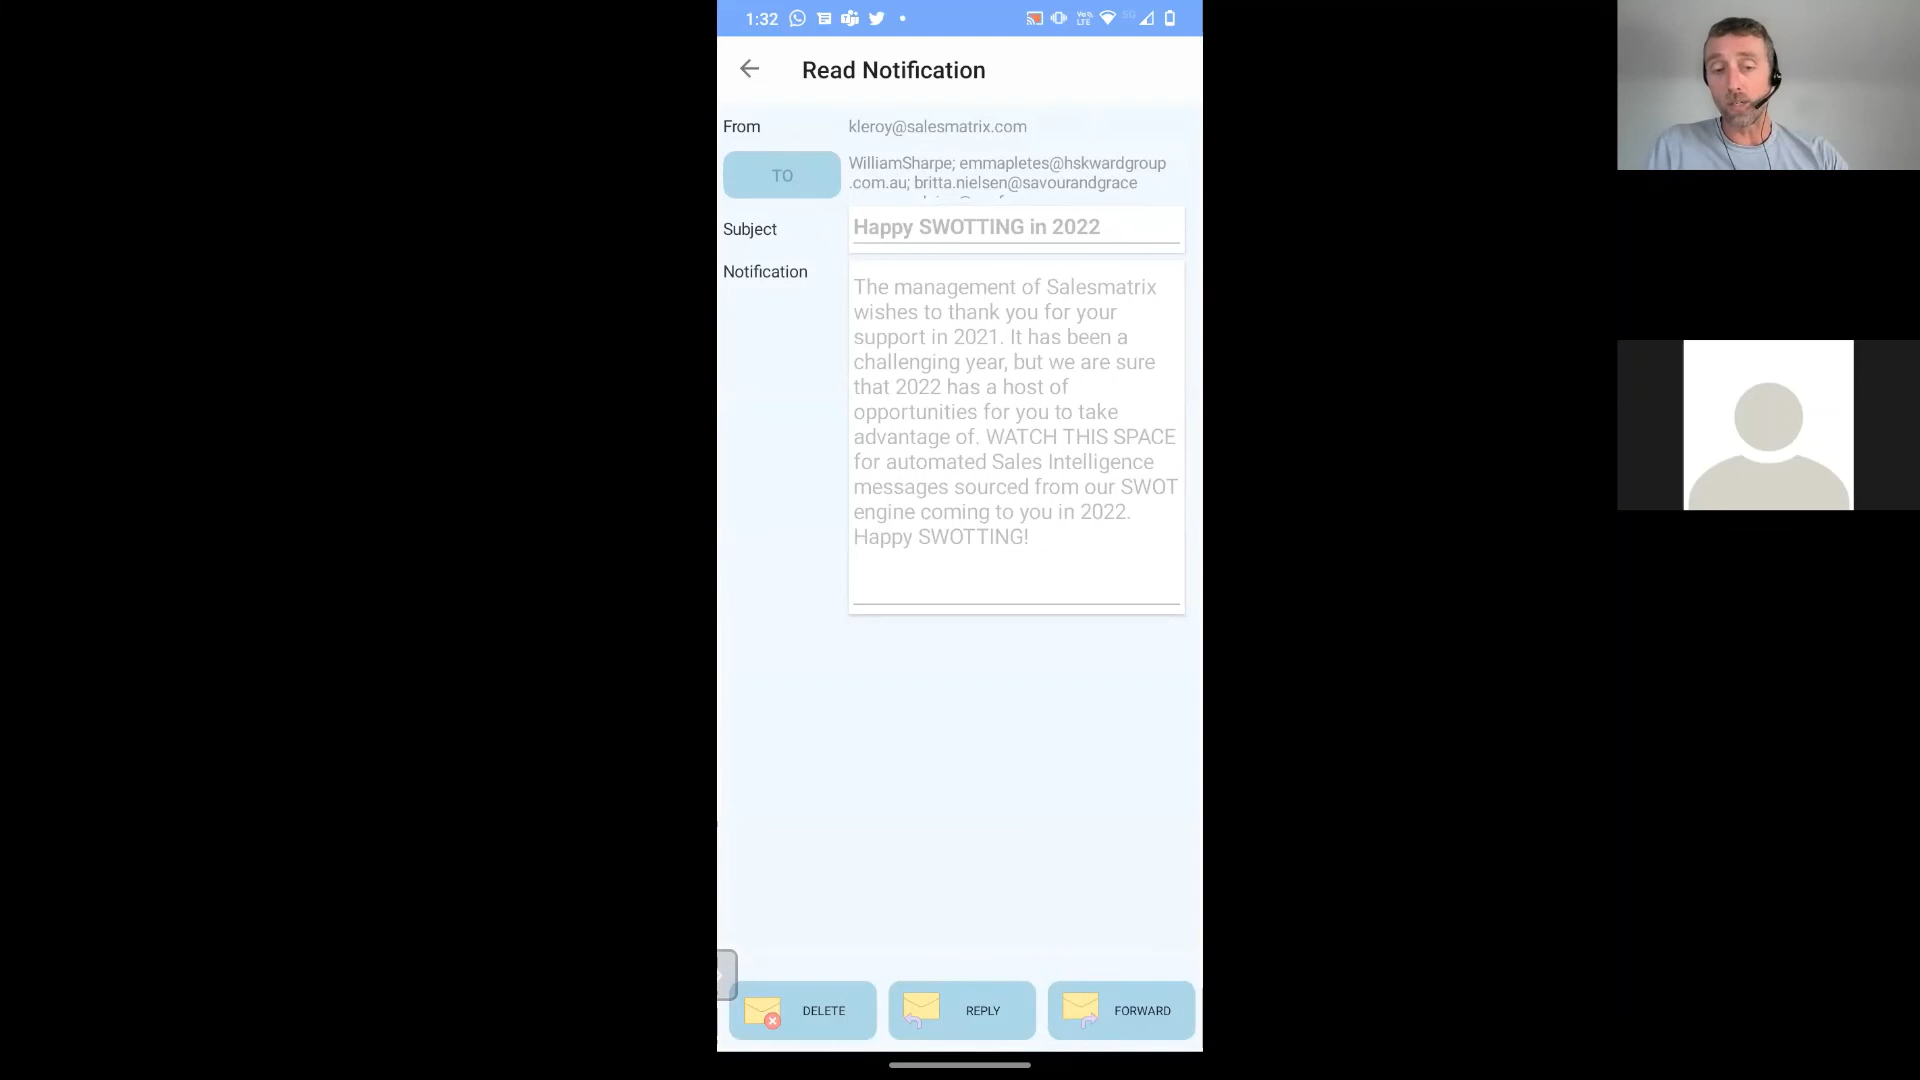 1:32
Read Notification
From
kleroy@salesmatrix.com
TO
WilliamSharpe; emmapletes@hskwardgroup
.com.au; britta.nielsen@savourandgrace
Subject
Happy SWOTTING in 2022
Notification
The management of Salesmatrix
wishes to thank you for your
support in 2021. It has been a
challenging year, but we are sure
that 2022 has a host of
opportunities for you to take
advantage of. WATCH THIS SPACE
for automated Sales Intelligence
messages sourced from our SWOT
engine coming to you in 2022.
Happy SWOTTING!
DELETE
REPLY
FORWARD